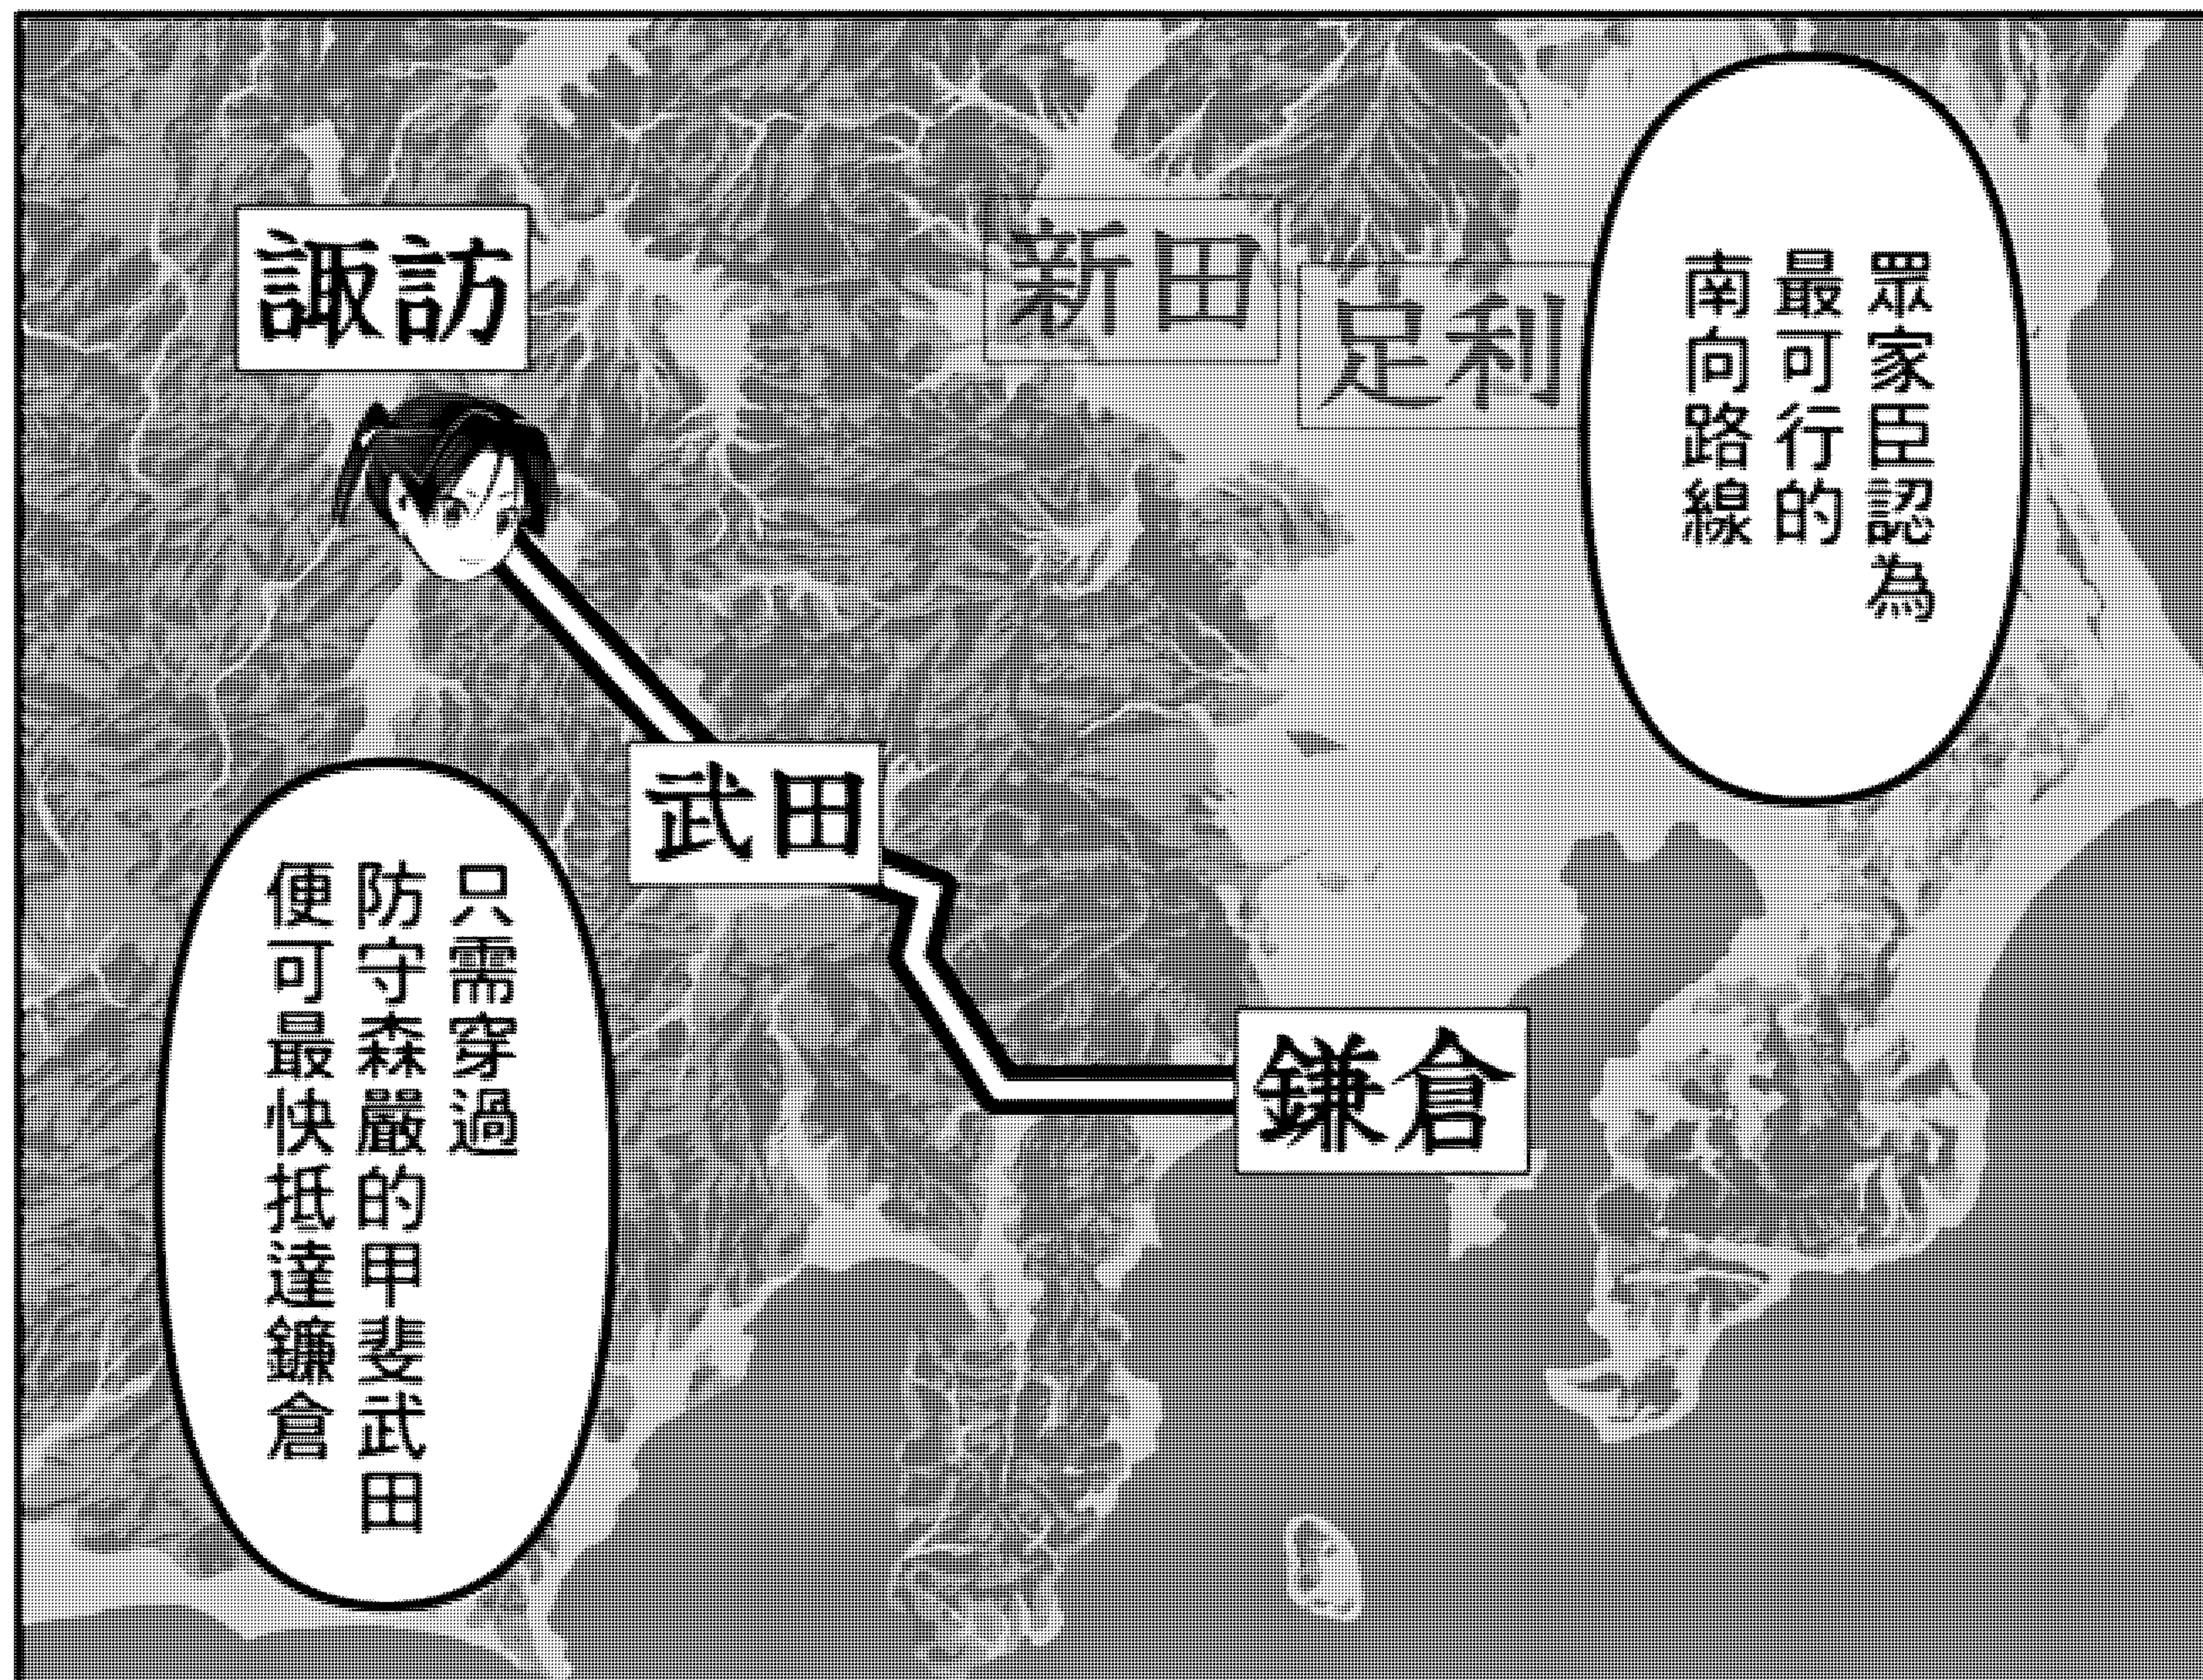 眾家臣認為
最可行的
南向路線
足利
新田
諏訪
武田
鎌倉
只需穿過
防守森嚴的甲斐武田
便可最快抵達鐮倉